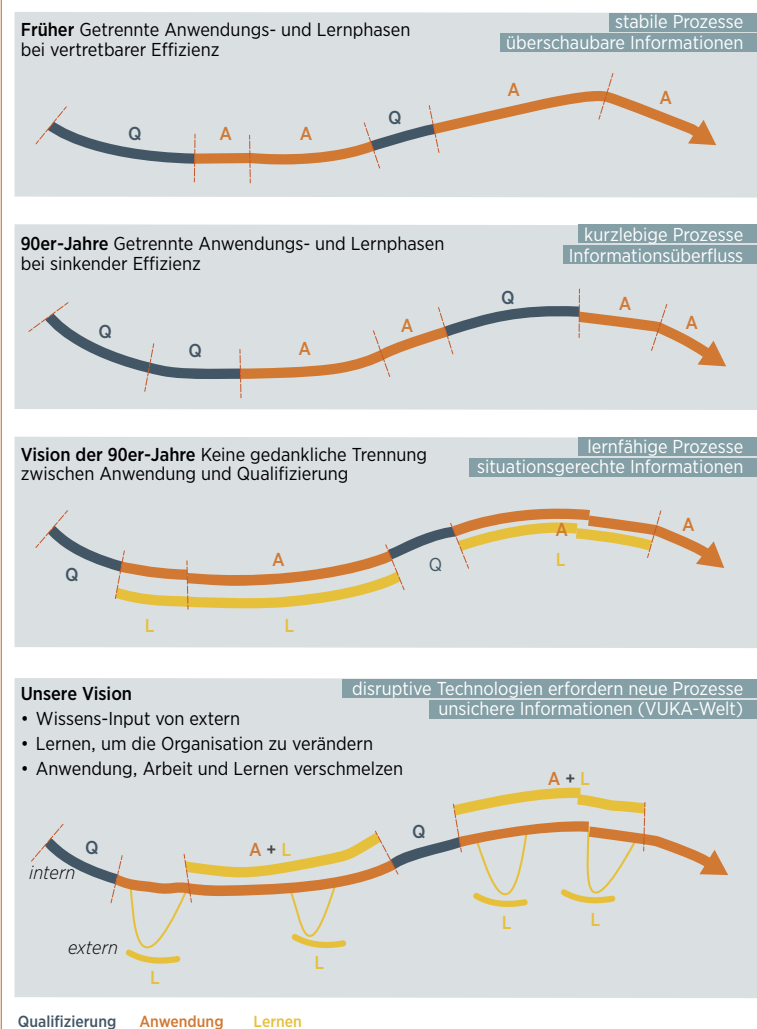 Früher Getrennte Anwendungs- und Lernphasen
bei vertretbarer Effizienz
stabile Prozesse
überschaubare Informationen
Q
A
A
Q
A
A
90er-Jahre Getrennte Anwendungs- und Lernphasen
bei sinkender Effizienz
kurzlebige Prozesse
Informationsüberfluss
Q
Q
A
A
Q
A
A
Vision der 90er-Jahre Keine gedankliche Trennung
zwischen Anwendung und Qualifizierung
lernfähige Prozesse
situationsgerechte Informationen
Q
A
L
L
Q
A
L
A
Unsere Vision
• Wissens-Input von extern
• Lernen, um die Organisation zu verändern
• Anwendung, Arbeit und Lernen verschmelzen
disruptive Technologien erfordern neue Prozesse
unsichere Informationen (VUKA-Welt)
Q
A + L
Q
A + L
intern
extern
L
L
L
L
Qualifizierung Anwendung Lernen